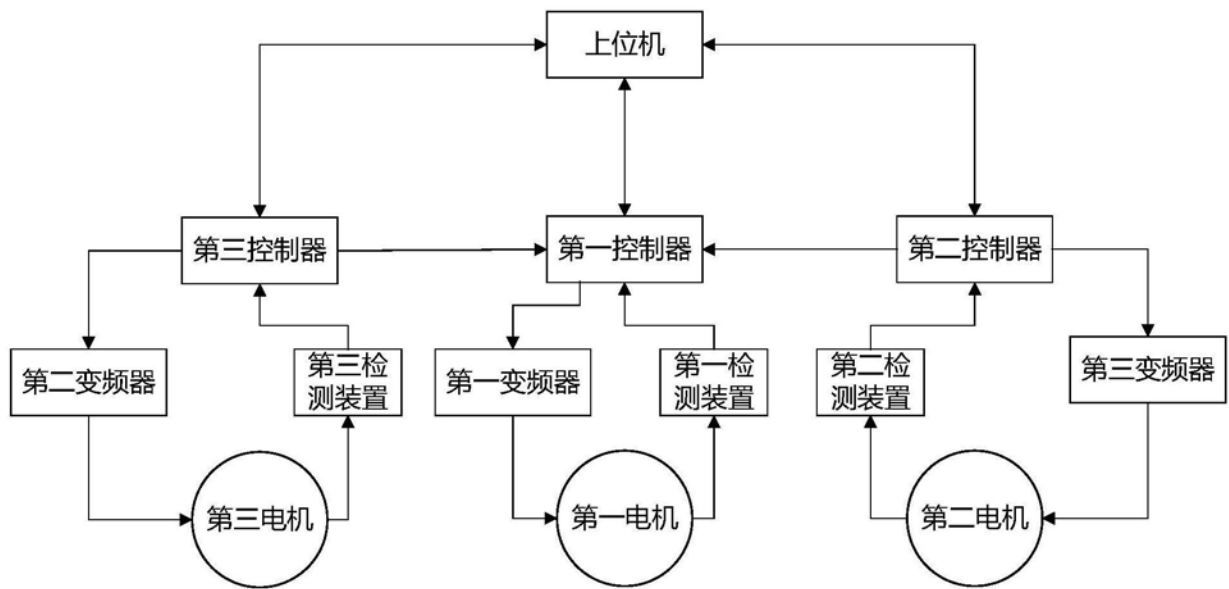 上位机
第三控制器
第一控制器
第二控制器
第二变频器
第三检
测装置
第一变频器
第一检
测装置
第二检
测装置
第三变频器
第三电机
第一电机
第二电机